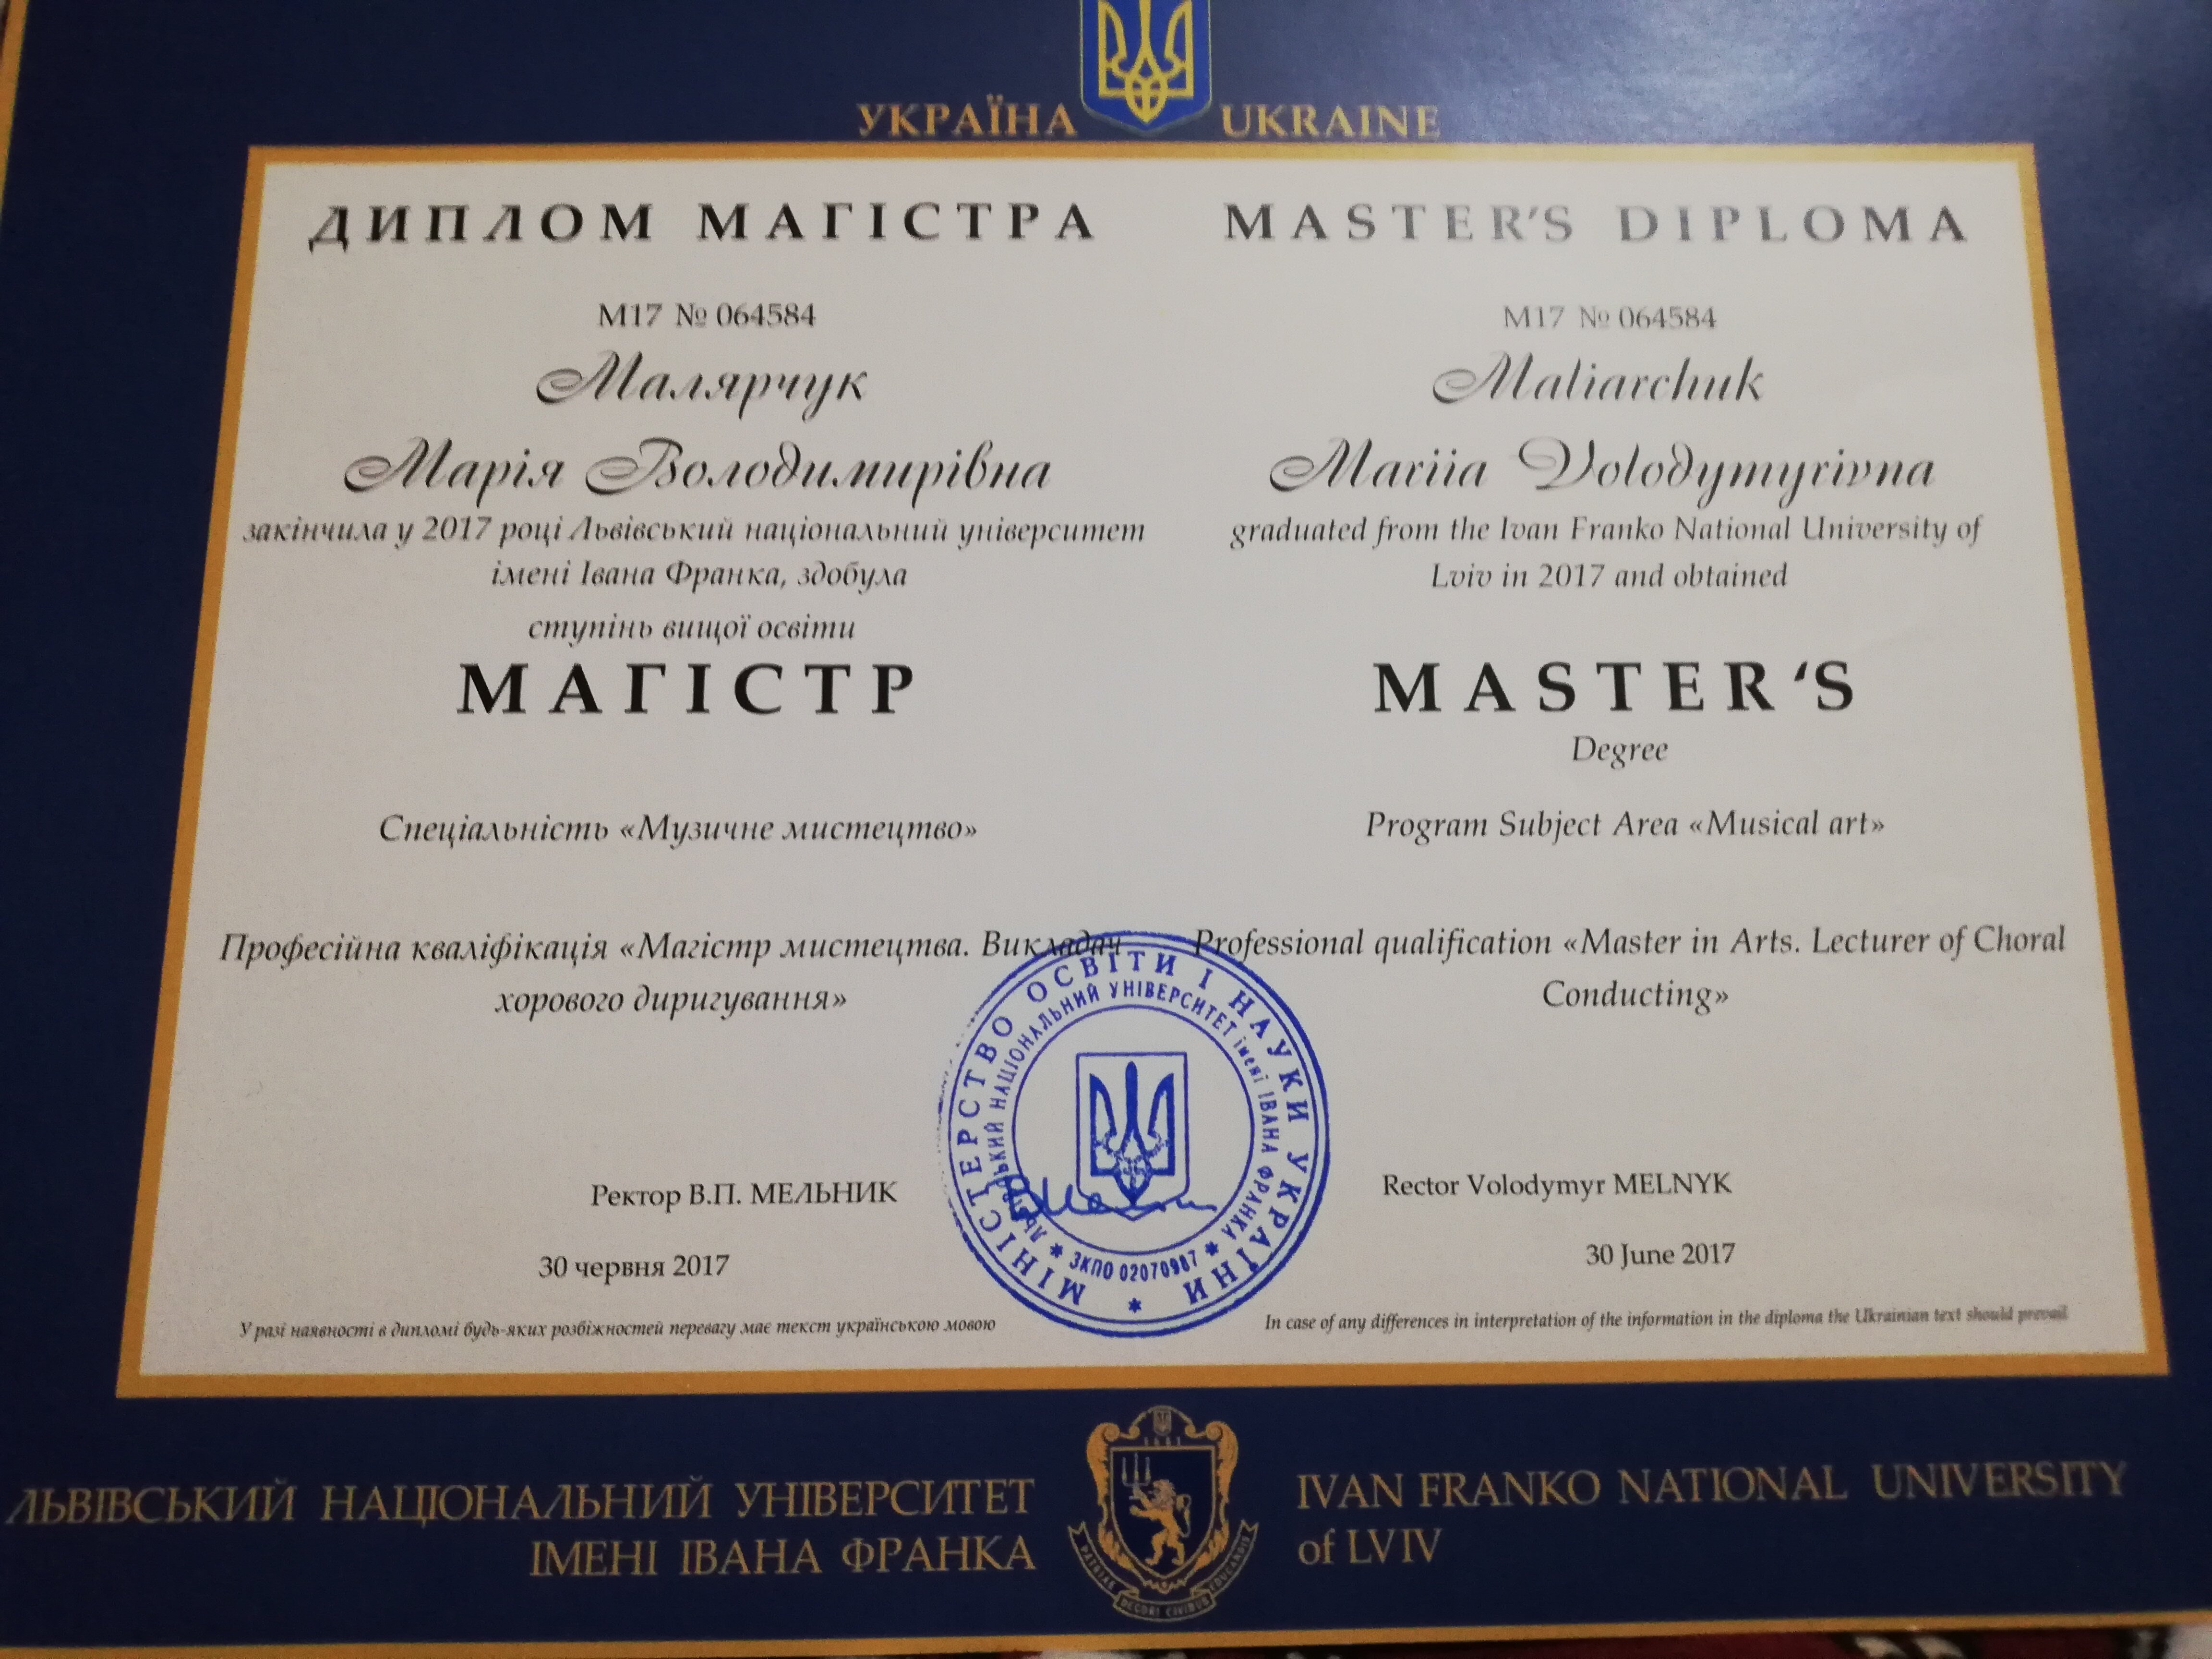 УКРАЇНА
UKRAINE
ДИПЛОМ МАГІСТРА
М17 № 064584
Малярчук
Марія Володимирівна
закінчила у 2017 році Львівський національний університет
імені Івана Франка, здобула
ступінь вищої освіти
МАГІСТР
Спеціальність «Музичне мистецтво»
Професійна кваліфікація «Магістр мистецтва. Викладач
хорового диригування»
Ректор В.П. МЕЛЬНИК
30 червня 2017
У разі наявності в дипломі будь-яких розбіжностей перевагу має текст українською мовою
MASTER'S DIPLOMA
M17 № 064584
Maliarchuk
Mariia Volodymyrivna
graduated from the Ivan Franko National University of
Lviv in 2017 and obtained
MASTER‘S
Degree
Program Subject Area «Musical art»
Professional qualification «Master in Arts. Lecturer of Choral
Conducting»
Rector Volodymyr MELNYK
30 June 2017
In case of any differences in interpretation of the information in the diploma the Ukrainian text should prevail
МІНІСТЕРСТВО ОСВІТИ І НАУКИ УКРАЇНИ
ЛЬВІВСЬКИЙ НАЦІОНАЛЬНИЙ УНІВЕРСИТЕТ імені ІВАНА ФРАНКА
ЗКПО 02070987
ЛЬВІВСЬКИЙ НАЦІОНАЛЬНИЙ УНІВЕРСИТЕТ
ІМЕНІ ІВАНА ФРАНКА
1661
PATRIAE DECORI CIVIBUS EDUCANDIS
IVAN FRANKO NATIONAL UNIVERSITY
of LVIV